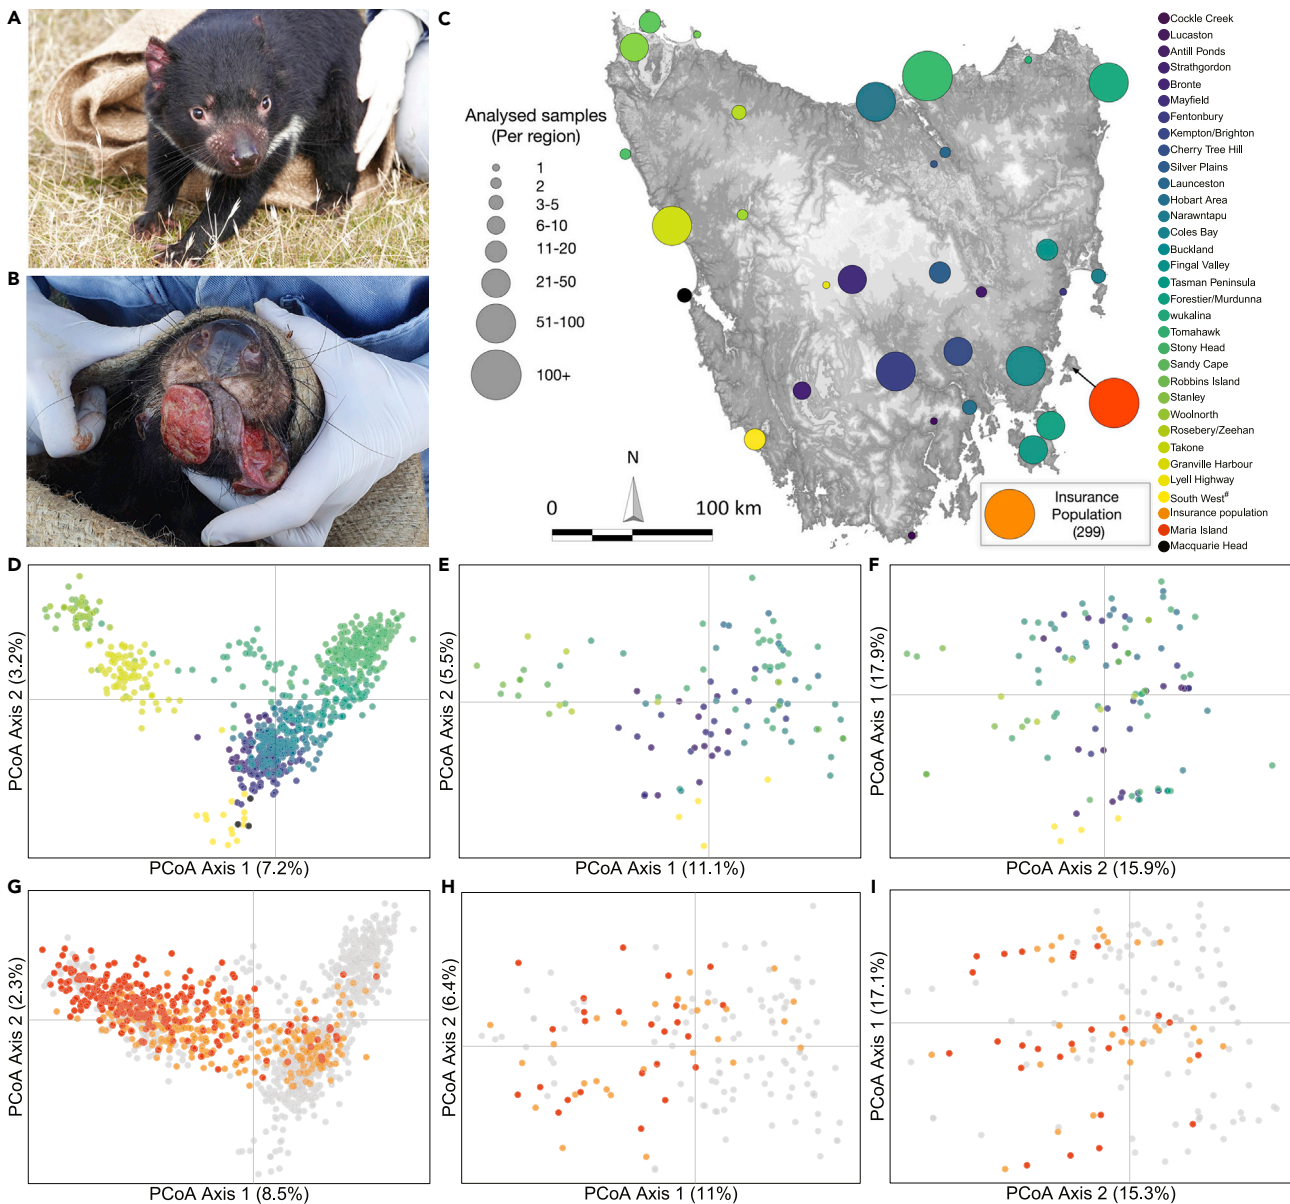 A
B
C
Analysed samples
(Per region)
1
2
3-5
6-10
11-20
21-50
51-100
100+
N
0
100 km
Insurance
Population
(299)
Cockle Creek
Lucaston
Antill Ponds
Strathgordon
Bronte
Mayfield
Fentonbury
Kempton/Brighton
Cherry Tree Hill
Silver Plains
Launceston
Hobart Area
Narawntapu
Coles Bay
Buckland
Fingal Valley
Tasman Peninsula
Forestier/Murdunna
wukalina
Tomahawk
Stony Head
Sandy Cape
Robbins Island
Stanley
Woolnorth
Rosebery/Zeehan
Takone
Granville Harbour
Lyell Highway
South West#
Insurance population
Maria Island
Macquarie Head
D
PCoA Axis 2 (3.2%)
PCoA Axis 1 (7.2%)
E
PCoA Axis 2 (5.5%)
PCoA Axis 1 (11.1%)
F
PCoA Axis 1 (17.9%)
PCoA Axis 2 (15.9%)
G
PCoA Axis 2 (2.3%)
PCoA Axis 1 (8.5%)
H
PCoA Axis 2 (6.4%)
PCoA Axis 1 (11%)
I
PCoA Axis 1 (17.1%)
PCoA Axis 2 (15.3%)